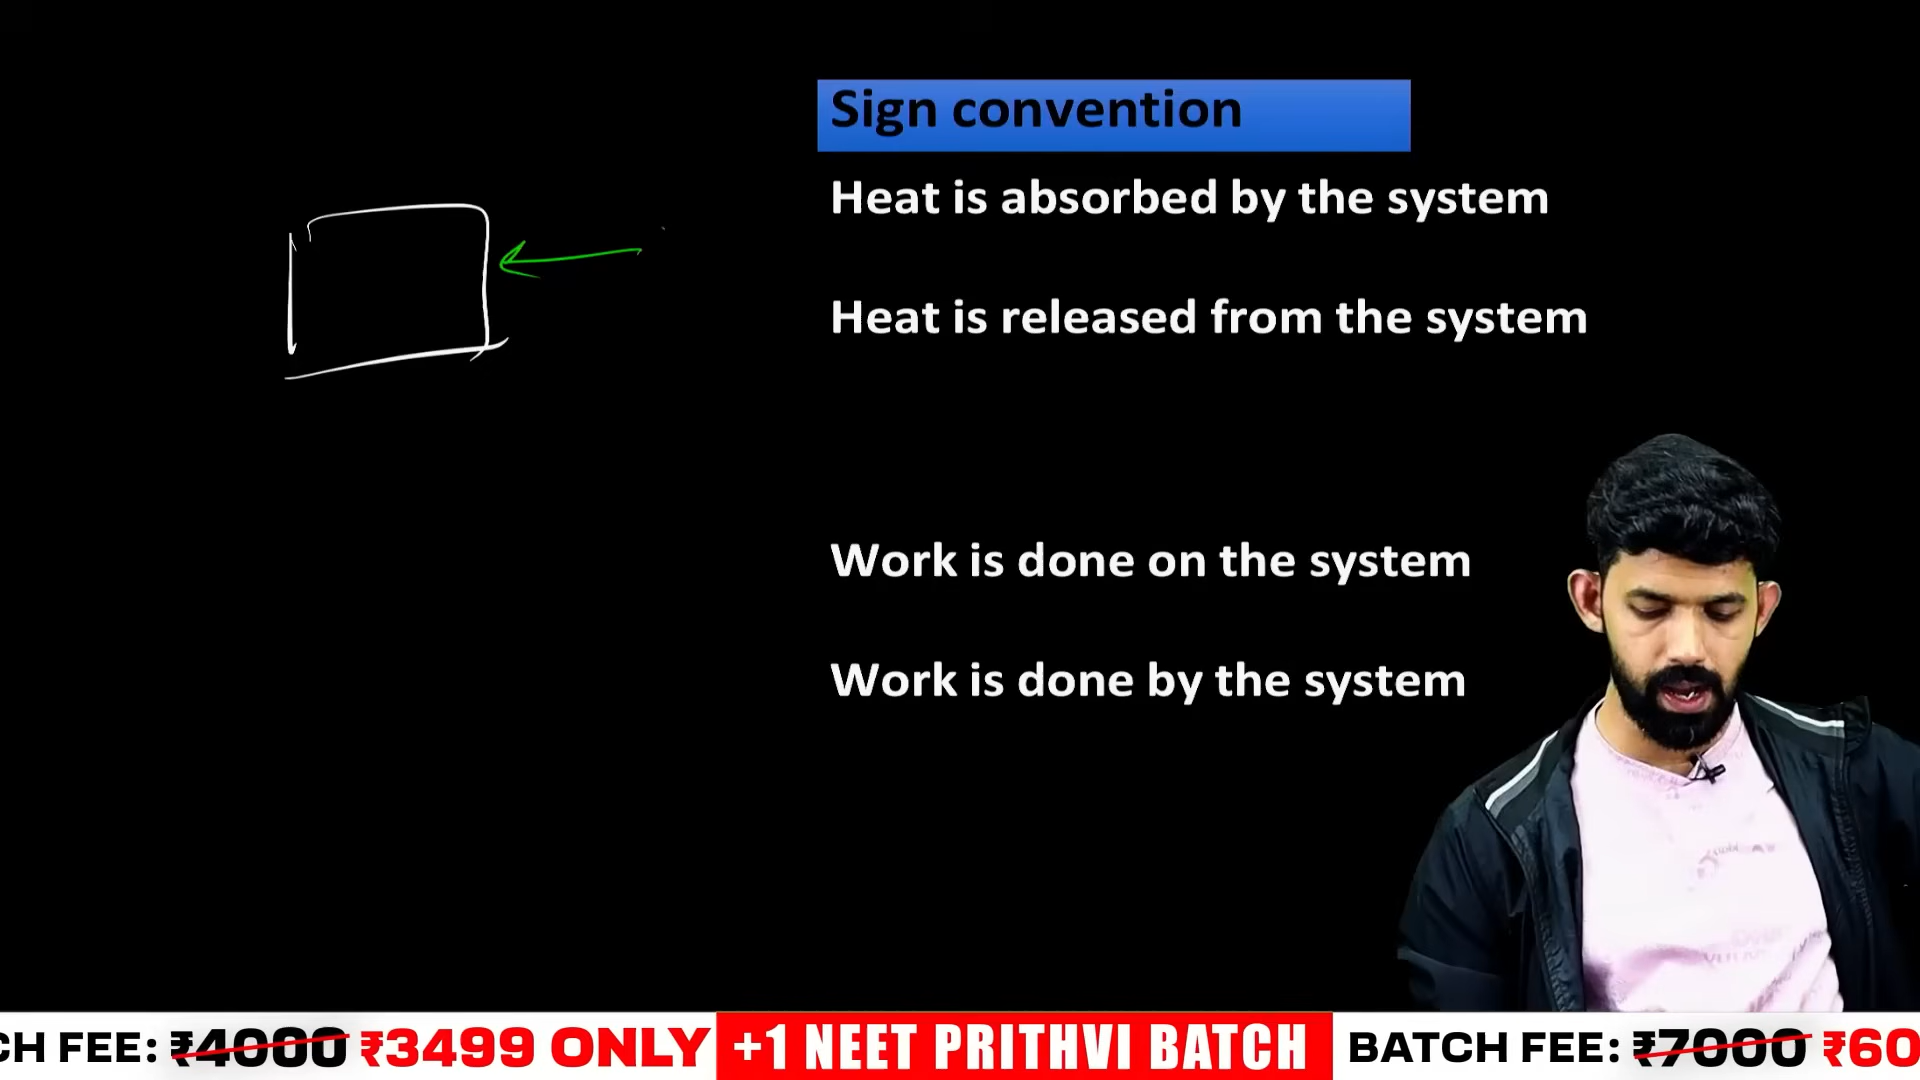 Sign convention
Heat is absorbed by the system
Heat is released from the system
Work is done on the system
Work is done by the system
CH FEE: ₹4000 ₹3499 ONLY +1 NEET PRITHVI BATCH BATCH FEE: ₹7000 ₹60